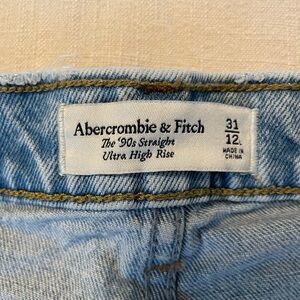 Abercrombie & Fitch
The '90s Straight
Ultra High Rise
31
12L
MADE IN
CHINA